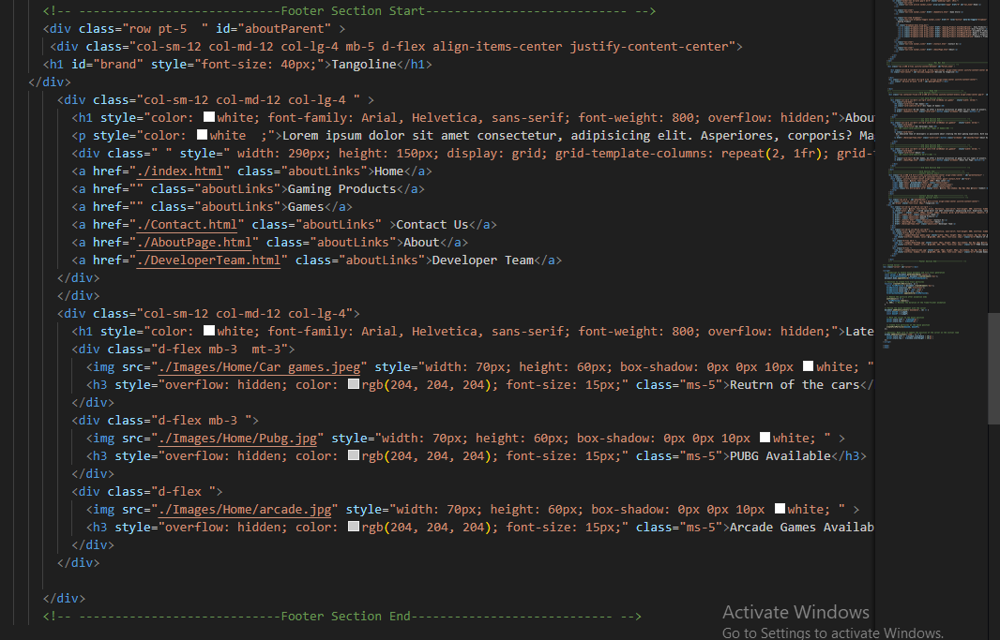 <!-- ----------------------------Footer Section Start---------------------------- -->
<div class="row pt-5  " id="aboutParent" >
<div class="col-sm-12 col-md-12 col-lg-4 mb-5 d-flex align-items-center justify-content-center">
<h1 id="brand" style="font-size: 40px;">Tangoline</h1>
</div>
<div class="col-sm-12 col-md-12 col-lg-4 " >
<h1 style="color: white; font-family: Arial, Helvetica, sans-serif; font-weight: 800; overflow: hidden;">Abou
<p style="color: white  ;">Lorem ipsum dolor sit amet consectetur, adipisicing elit. Asperiores, corporis? Ma
<div class=" " style=" width: 290px; height: 150px; display: grid; grid-template-columns: repeat(2, 1fr); grid-
<a href="./index.html" class="aboutLinks">Home</a>
<a href="" class="aboutLinks">Gaming Products</a>
<a href="" class="aboutLinks">Games</a>
<a href="./Contact.html" class="aboutLinks" >Contact Us</a>
<a href="./AboutPage.html" class="aboutLinks">About</a>
<a href="./DeveloperTeam.html" class="aboutLinks">Developer Team</a>
</div>
</div>
<div class="col-sm-12 col-md-12 col-lg-4">
<h1 style="color: white; font-family: Arial, Helvetica, sans-serif; font-weight: 800; overflow: hidden;">Late
<div class="d-flex mb-3  mt-3">
<img src="./Images/Home/Car games.jpeg" style="width: 70px; height: 60px; box-shadow: 0px 0px 10px white; "
<h3 style="overflow: hidden; color: rgb(204, 204, 204); font-size: 15px;" class="ms-5">Reutrn of the cars</
</div>
<div class="d-flex mb-3 ">
<img src="./Images/Home/Pubg.jpg" style="width: 70px; height: 60px; box-shadow: 0px 0px 10px white; " >
<h3 style="overflow: hidden; color: rgb(204, 204, 204); font-size: 15px;" class="ms-5">PUBG Available</h3>
</div>
<div class="d-flex ">
<img src="./Images/Home/arcade.jpg" style="width: 70px; height: 60px; box-shadow: 0px 0px 10px white; " >
<h3 style="overflow: hidden; color: rgb(204, 204, 204); font-size: 15px;" class="ms-5">Arcade Games Availab
</div>
</div>
</div>
<!-- ----------------------------Footer Section End---------------------------- -->
Activate Windows
Go to Settings to activate Windows.